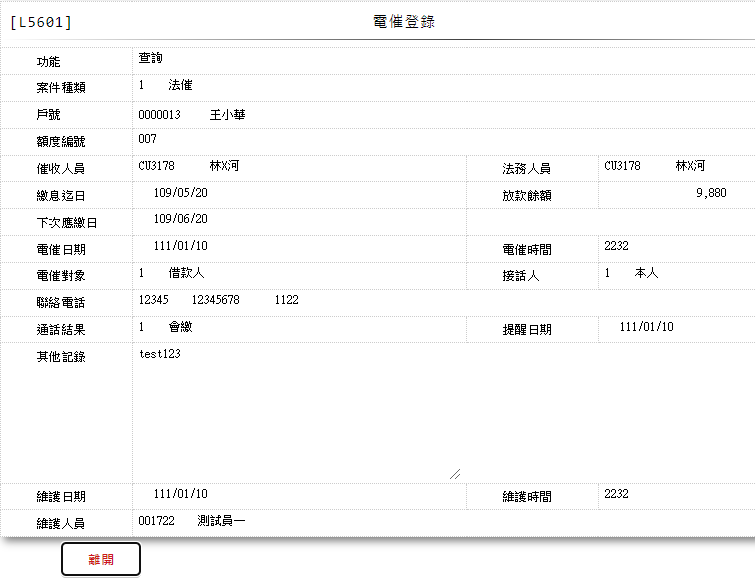 [L5601] 電催登錄
功能 查詢
案件種類 1 法催
戶號 0000013 王小華
額度編號 007
催收人員 CU3178 林X河 法務人員 CU3178 林X河
繳息迄日 109/05/20 放款餘額 9,880
下次應繳日 109/06/20
電催日期 111/01/10 電催時間 2232
電催對象 1 借款人 接話人 1 本人
聯絡電話 12345 12345678 1122
通話結果 1 會繳 提醒日期 111/01/10
其他記錄 test123
維護日期 111/01/10 維護時間 2232
維護人員 001722 測試員一
離開